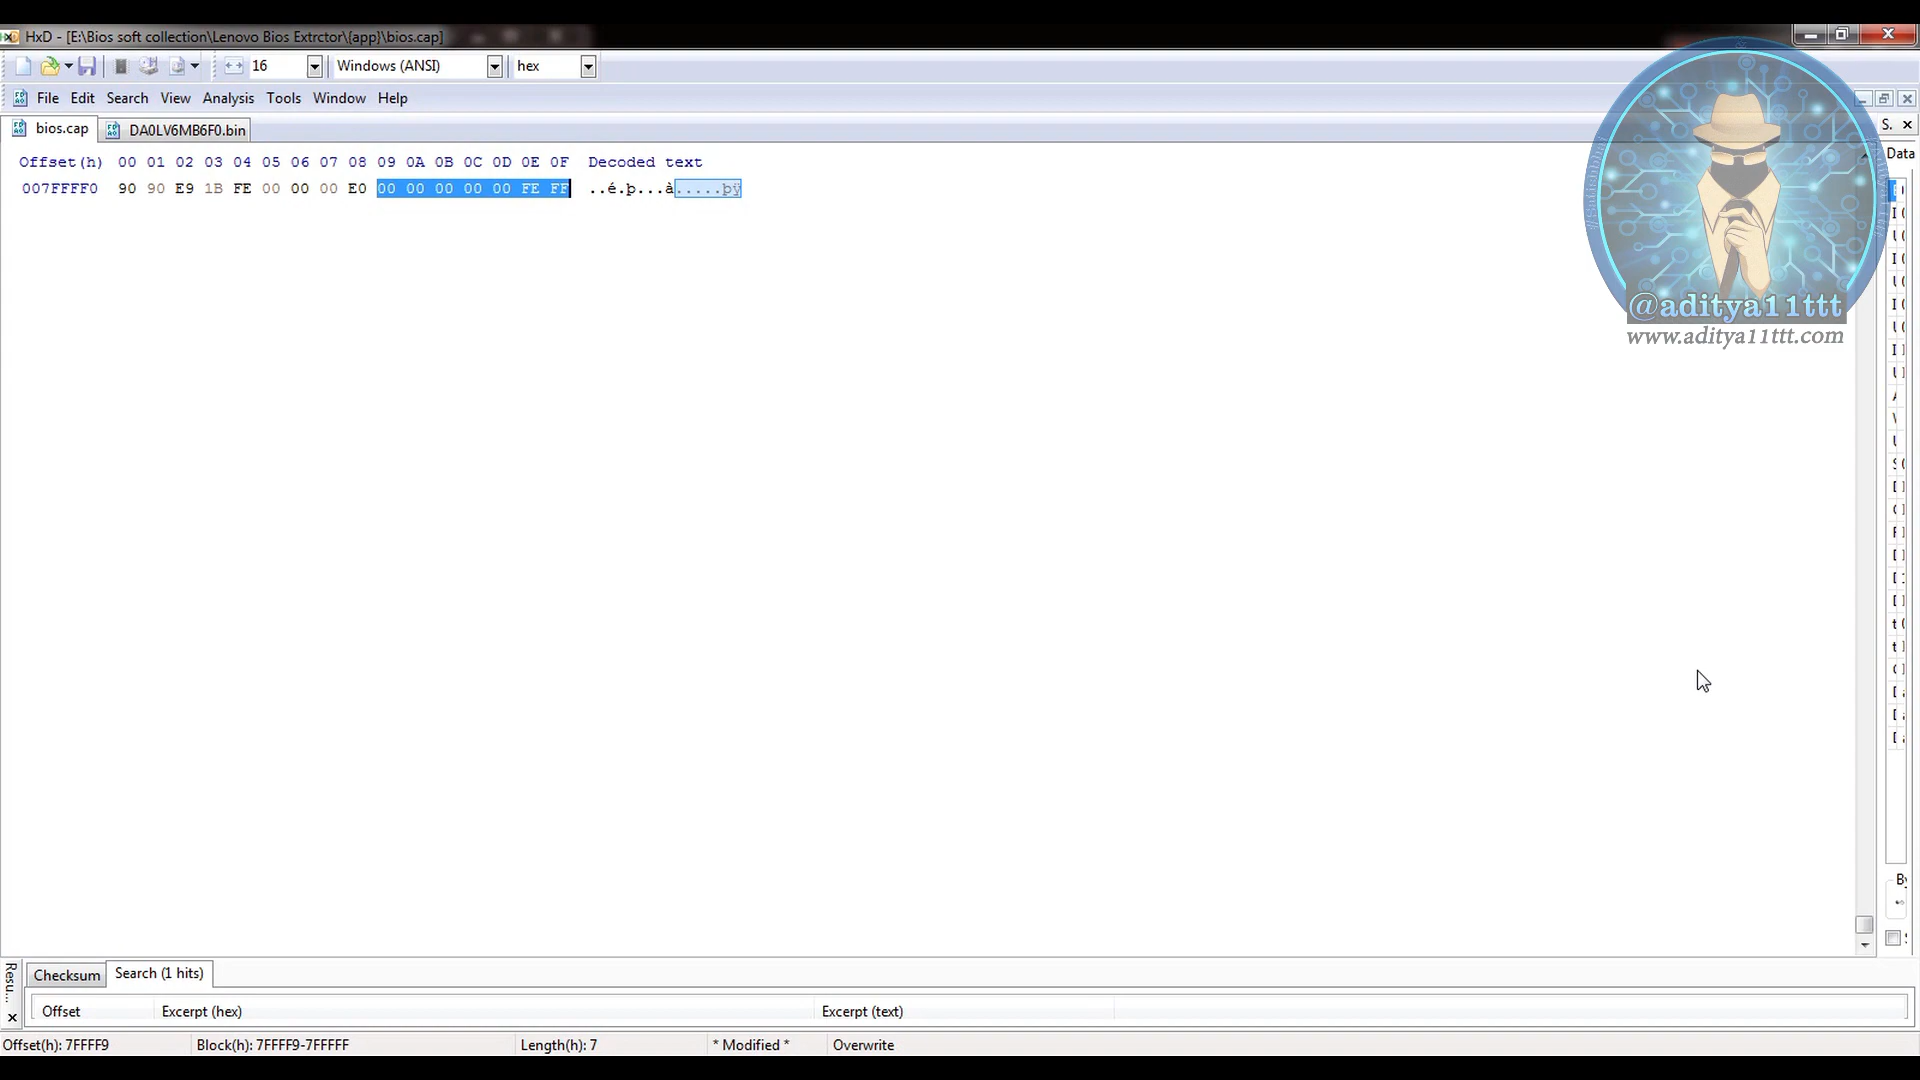 HxD - [E:\Bios soft collection\Lenovo Bios Extrctor\{app}\bios.cap]
16 Windows (ANSI) hex
File Edit Search View Analysis Tools Window Help
bios.cap DA0LV6MB6F0.bin
S.
Offset(h) 00 01 02 03 04 05 06 07 08 09 0A 0B 0C 0D 0E 0F Decoded text
Data
007FFFF0 90 90 E9 1B FE 00 00 00 E0 00 00 00 00 00 FE FF ..é.þ...à.....þÿ
@aditya11ttt
www.aditya11ttt.com
By
Resu...
Checksum Search (1 hits)
Offset Excerpt (hex) Excerpt (text)
Offset(h): 7FFFF9 Block(h): 7FFFF9-7FFFFF Length(h): 7 * Modified * Overwrite